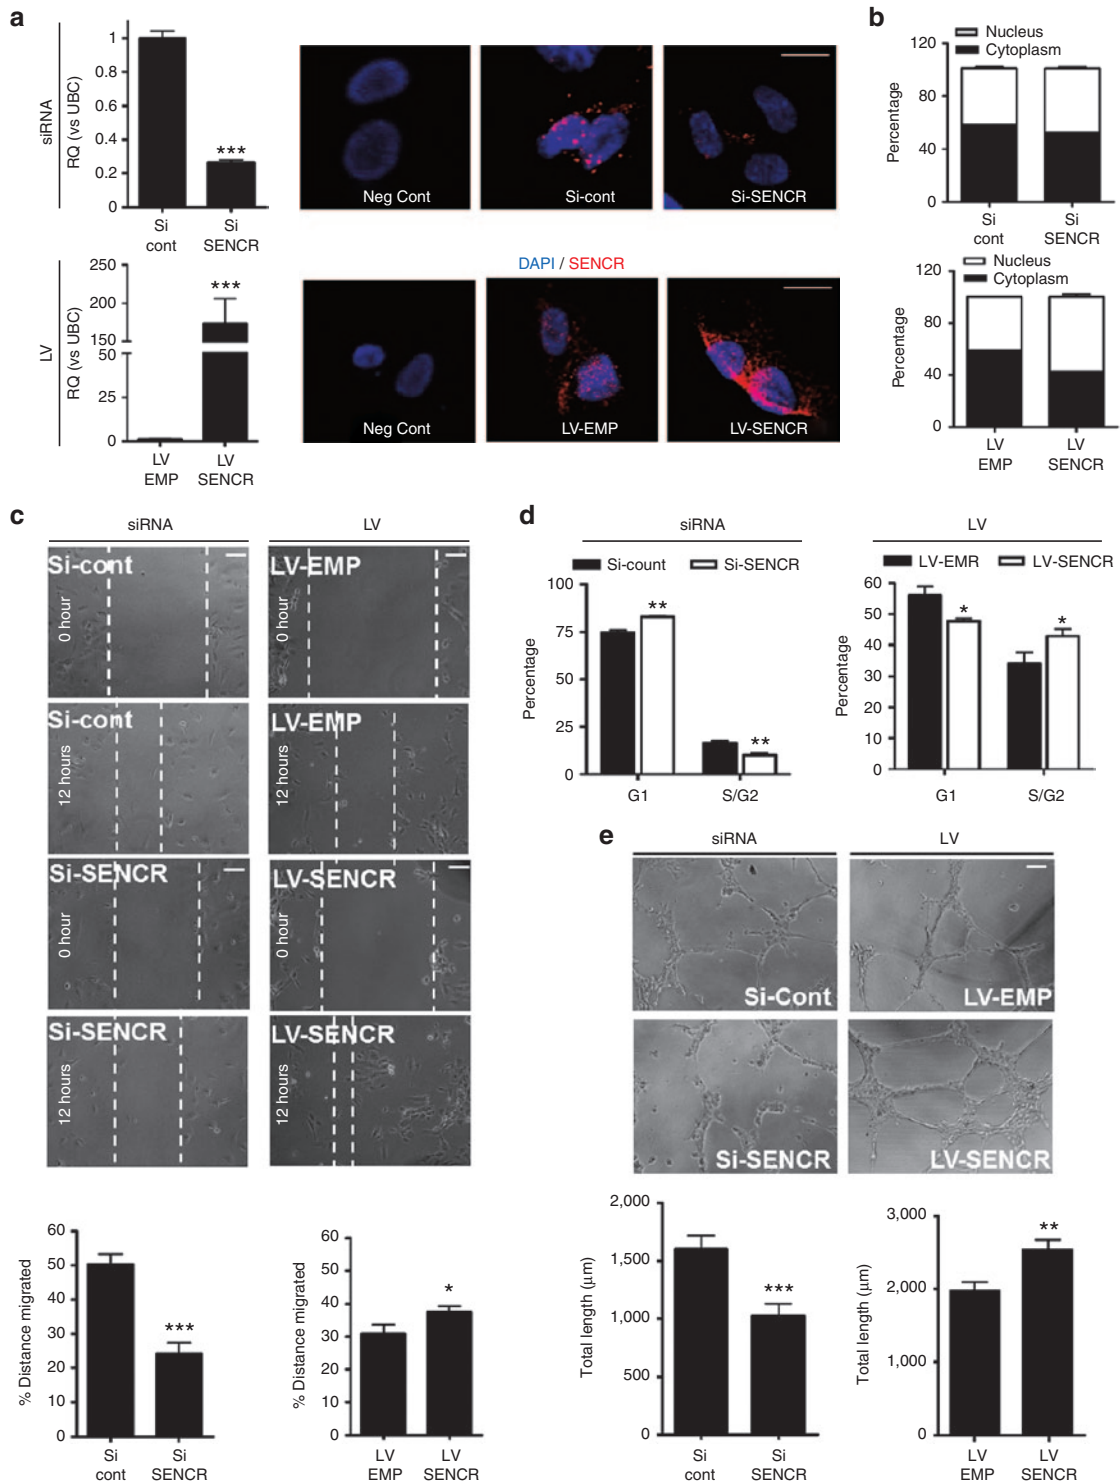 a
siRNA
RQ (vs UBC)
1
0.8
0.6
0.4
0.2
0
***
Si cont
Si SENCR
Neg Cont
Si-cont
Si-SENCR
DAPI / SENCR
LV
RQ (vs UBC)
250
200
150
50
25
0
***
LV EMP
LV SENCR
Neg Cont
LV-EMP
LV-SENCR
b
Nucleus
Cytoplasm
Percentage
120
80
40
0
Si cont
Si SENCR
Nucleus
Cytoplasm
Percentage
120
80
40
0
LV EMP
LV SENCR
c
siRNA
LV
Si-cont
0 hour
LV-EMP
0 hour
Si-cont
12 hours
LV-EMP
12 hours
Si-SENCR
0 hour
LV-SENCR
0 hour
Si-SENCR
12 hours
LV-SENCR
12 hours
% Distance migrated
60
50
40
30
20
10
0
***
Si cont
Si SENCR
% Distance migrated
60
50
40
30
20
10
0
*
LV EMP
LV SENCR
d
siRNA
Si-count
Si-SENCR
Percentage
100
75
50
25
0
**
**
G1
S/G2
LV
LV-EMR
LV-SENCR
Percentage
60
50
40
30
20
10
0
*
*
G1
S/G2
e
siRNA
LV
Si-Cont
LV-EMP
Si-SENCR
LV-SENCR
Total length (μm)
2,000
1,500
1,000
500
0
***
Si cont
Si SENCR
Total length (μm)
3,000
2,000
1,000
0
**
LV EMP
LV SENCR